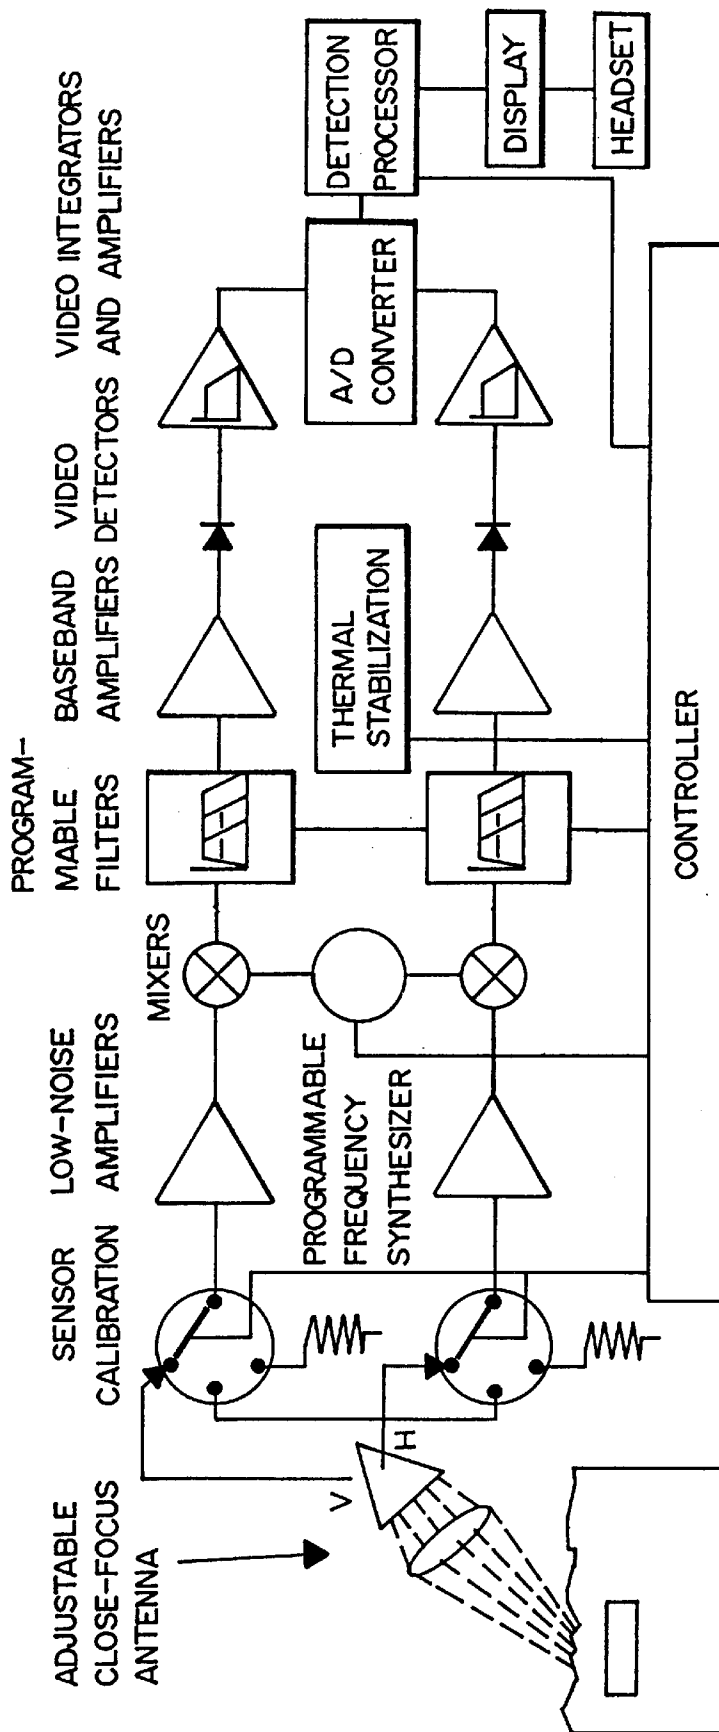 ADJUSTABLE
CLOSE-FOCUS
ANTENNA
V
H
SENSOR
CALIBRATION
LOW-NOISE
AMPLIFIERS
MIXERS
PROGRAMMABLE
FREQUENCY
SYNTHESIZER
PROGRAM-
MABLE
FILTERS
BASEBAND
AMPLIFIERS
VIDEO
DETECTORS
VIDEO INTEGRATORS
AND AMPLIFIERS
THERMAL
STABILIZATION
A/D
CONVERTER
DETECTION
PROCESSOR
DISPLAY
HEADSET
CONTROLLER